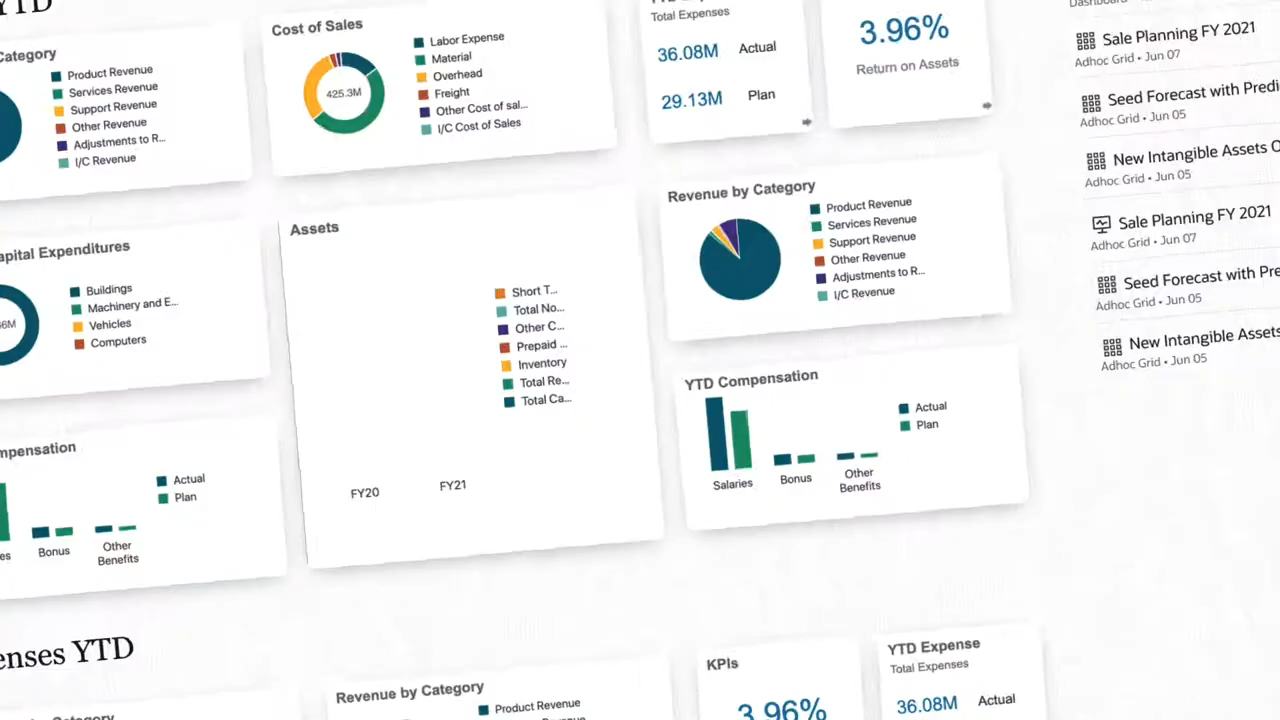 YTD
Category
Product Revenue
Services Revenue
Support Revenue
Other Revenue
Adjustments to R...
I/C Revenue
Cost of Sales
425.3M
Labor Expense
Material
Overhead
Freight
Other Cost of sal...
I/C Cost of Sales
Total Expenses
36.08M Actual
29.13M Plan
3.96%
Return on Assets
Sale Planning FY 2021
Adhoc Grid • Jun 07
Seed Forecast with Predi
Adhoc Grid • Jun 05
New Intangible Assets O
Adhoc Grid • Jun 05
Sale Planning FY 2021
Adhoc Grid • Jun 07
Seed Forecast with Pre
Adhoc Grid • Jun 05
New Intangible Assets
Adhoc Grid • Jun 05
apital Expenditures
6M
Buildings
Machinery and E...
Vehicles
Computers
Assets
Short T...
Total No...
Other C...
Prepaid ...
Inventory
Total Re...
Total Ca...
FY20
FY21
Revenue by Category
Product Revenue
Services Revenue
Support Revenue
Other Revenue
Adjustments to R...
I/C Revenue
mpensation
Actual
Plan
es
Bonus
Other
Benefits
YTD Compensation
Actual
Plan
Salaries
Bonus
Other
Benefits
enses YTD
Revenue by Category
Product Revenue
KPIs
3.96%
YTD Expense
Total Expenses
36.08M Actual